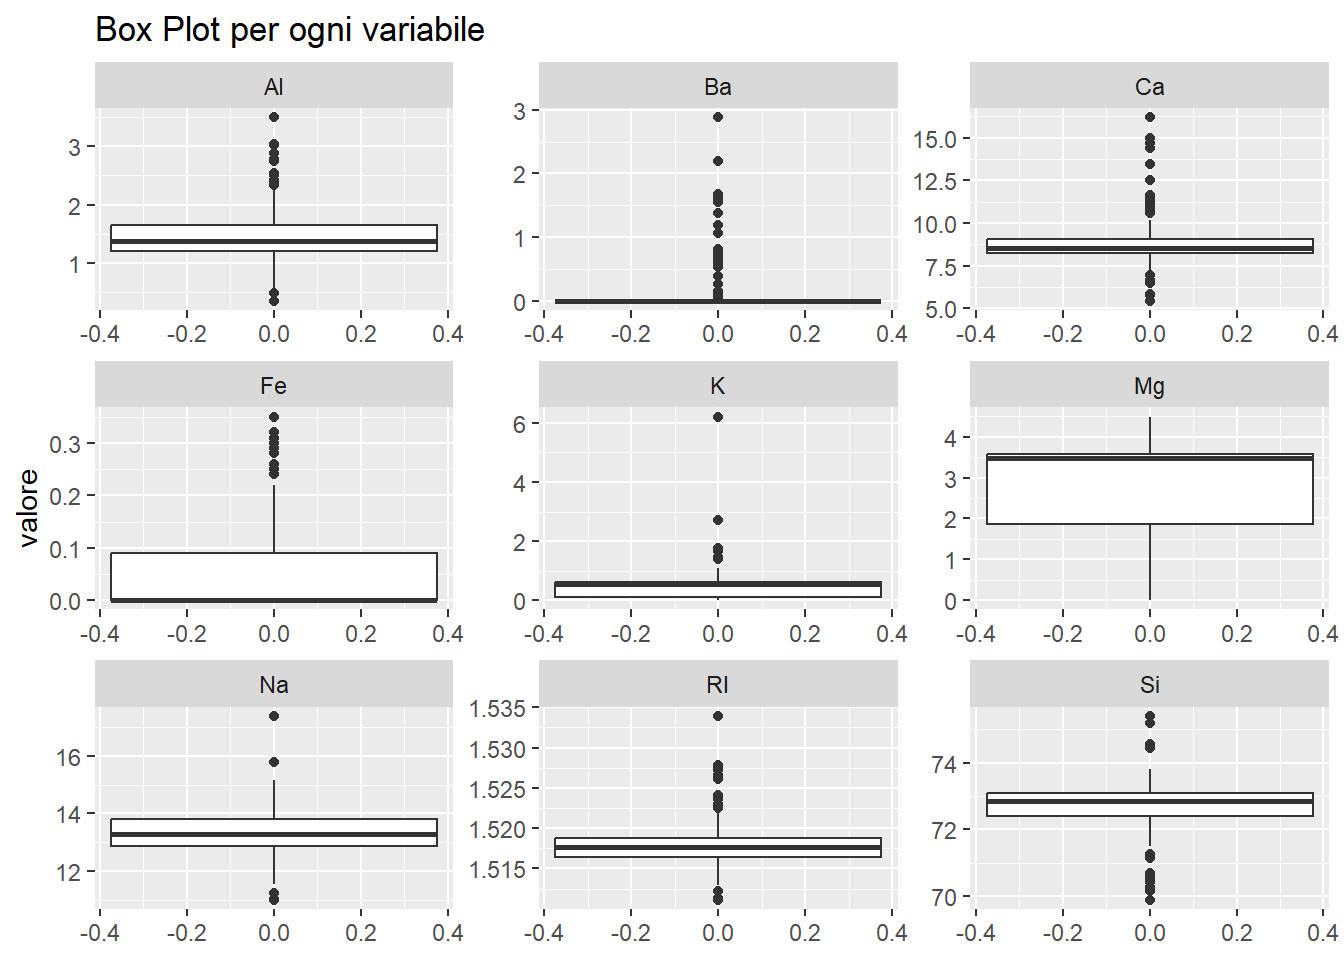 Box Plot per ogni variabile
Al Ba Ca
3 2 1
3 2 1 0
15.0 12.5 10.0 7.5 5.0
-0.4 -0.2 0.0 0.2 0.4 -0.4 -0.2 0.0 0.2 0.4 -0.4 -0.2 0.0 0.2 0.4
Fe K Mg
0.3 0.2 0.1 0.0
6 4 2 0
4 3 2 1 0
valore
-0.4 -0.2 0.0 0.2 0.4 -0.4 -0.2 0.0 0.2 0.4 -0.4 -0.2 0.0 0.2 0.4
Na RI Si
16 14 12
1.535 1.530 1.525 1.520 1.515
74 72 70
-0.4 -0.2 0.0 0.2 0.4 -0.4 -0.2 0.0 0.2 0.4 -0.4 -0.2 0.0 0.2 0.4